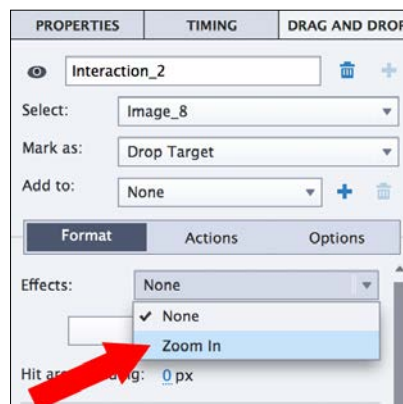 PROPERTIES TIMING DRAG AND DROP
Interaction_2
Select: Image_8
Mark as: Drop Target
Add to: None
Format Actions Options
Effects: None
None
Zoom In
Hit area 0 px